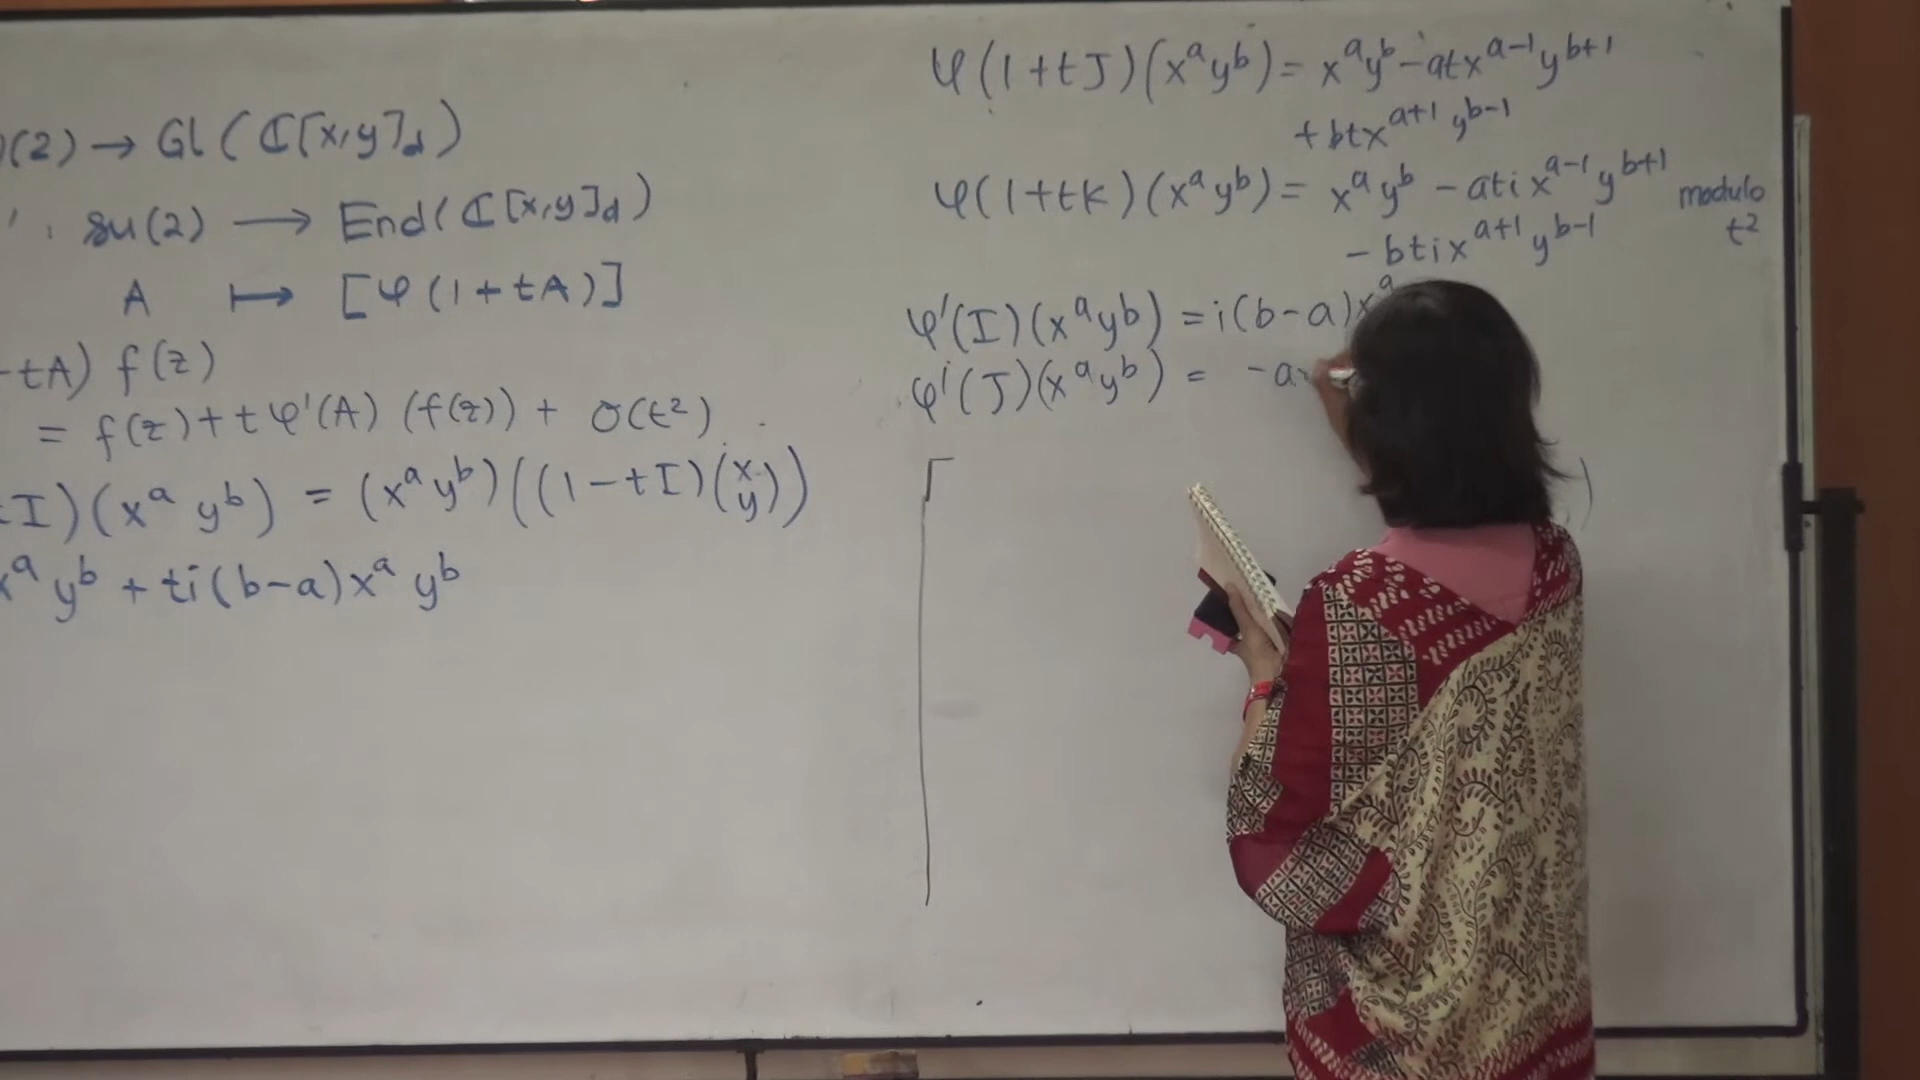 (2) → Gl ( ℂ[x,y]_d )
: su(2) ⟶ End( ℂ[x,y]_d )
A ⟼ [φ(1+tA)]
-tA) f(z)
= f(z) + t φ'(A) (f(z)) + O(t²)
I)(x^a y^b) = (x^a y^b)((1-tI)(x y))
x^a y^b + ti(b-a)x^a y^b
φ(1+tJ)(x^a y^b) = x^a y^b - atx^{a-1} y^{b+1}
+ btx^{a+1} y^{b-1}
φ(1+tK)(x^a y^b) = x^a y^b - ati x^{a-1} y^{b+1} modulo t²
- bti x^{a+1} y^{b-1}
φ'(I)(x^a y^b) = i(b-a)x^a
φ'(J)(x^a y^b) = -a